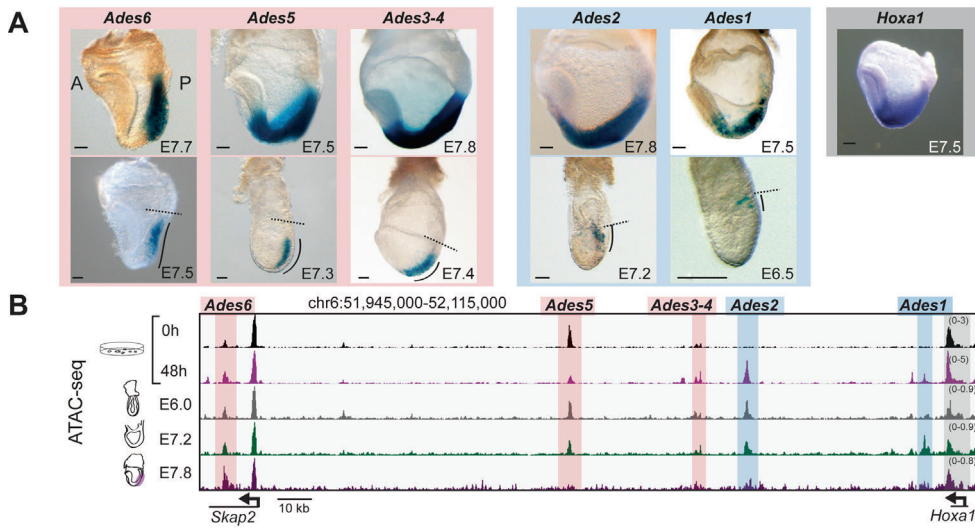 A
Ades6 Ades5 Ades3-4 Ades2 Ades1 Hoxa1
A P
E7.7 E7.5 E7.8 E7.8 E7.5 E7.5
E7.5 E7.3 E7.4 E7.2 E6.5
B
Ades6 chr6:51,945,000-52,115,000 Ades5 Ades3-4 Ades2 Ades1
ATAC-seq
0h (0-3)
48h (0-5)
E6.0 (0-0.9)
E7.2 (0-0.9)
E7.8 (0-0.8)
Skap2 10 kb Hoxa1